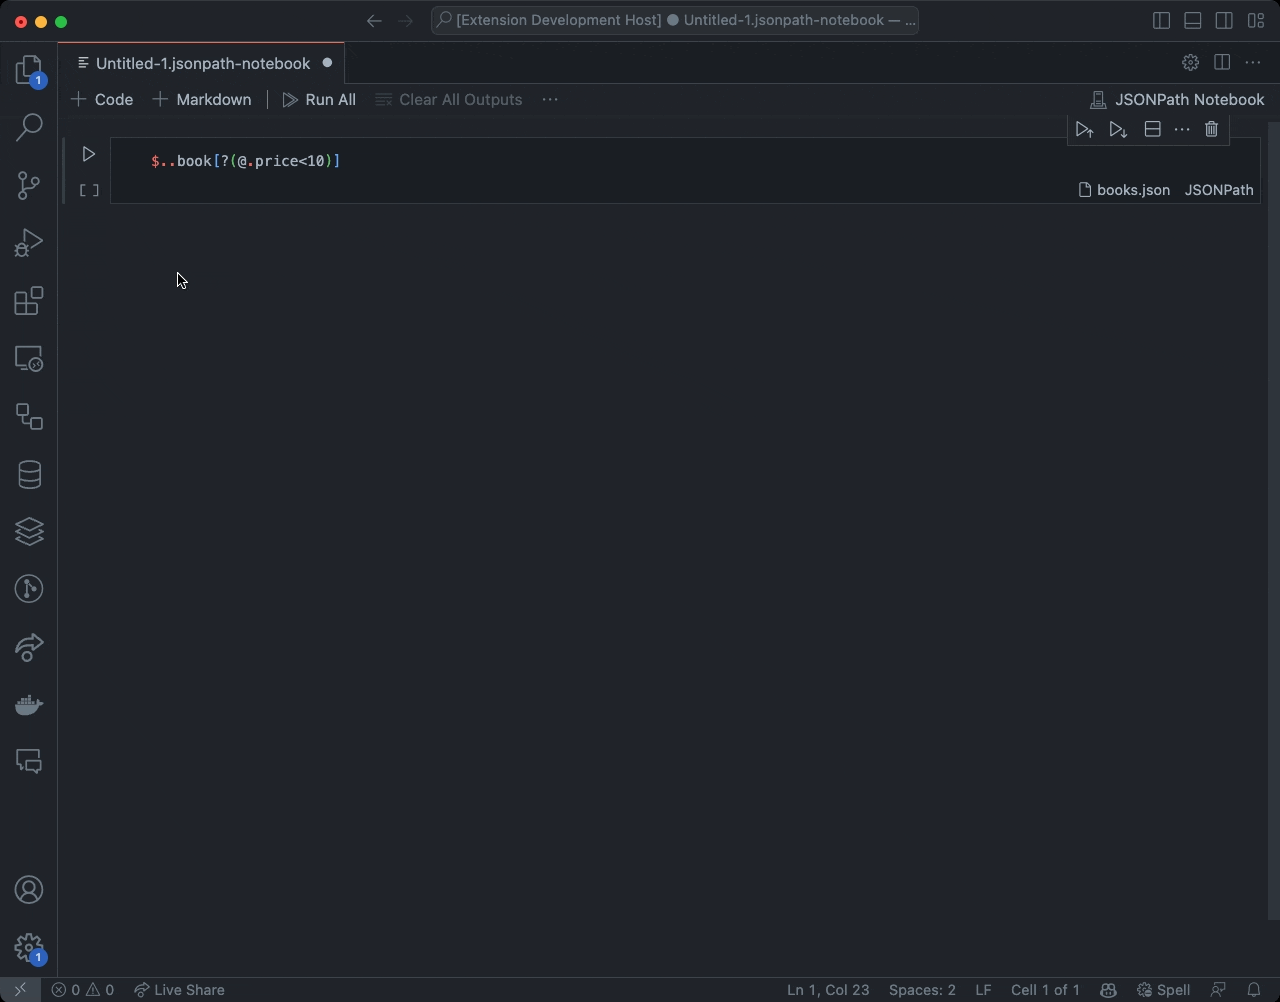 [Extension Development Host] ● Untitled-1.jsonpath-notebook — ...
1
Untitled-1.jsonpath-notebook
Code Markdown Run All Clear All Outputs ...
JSONPath Notebook
$..book[?(@.price<10)]
[ ]
books.json JSONPath
1
0 0 Live Share Ln 1, Col 23 Spaces: 2 LF Cell 1 of 1 Spell